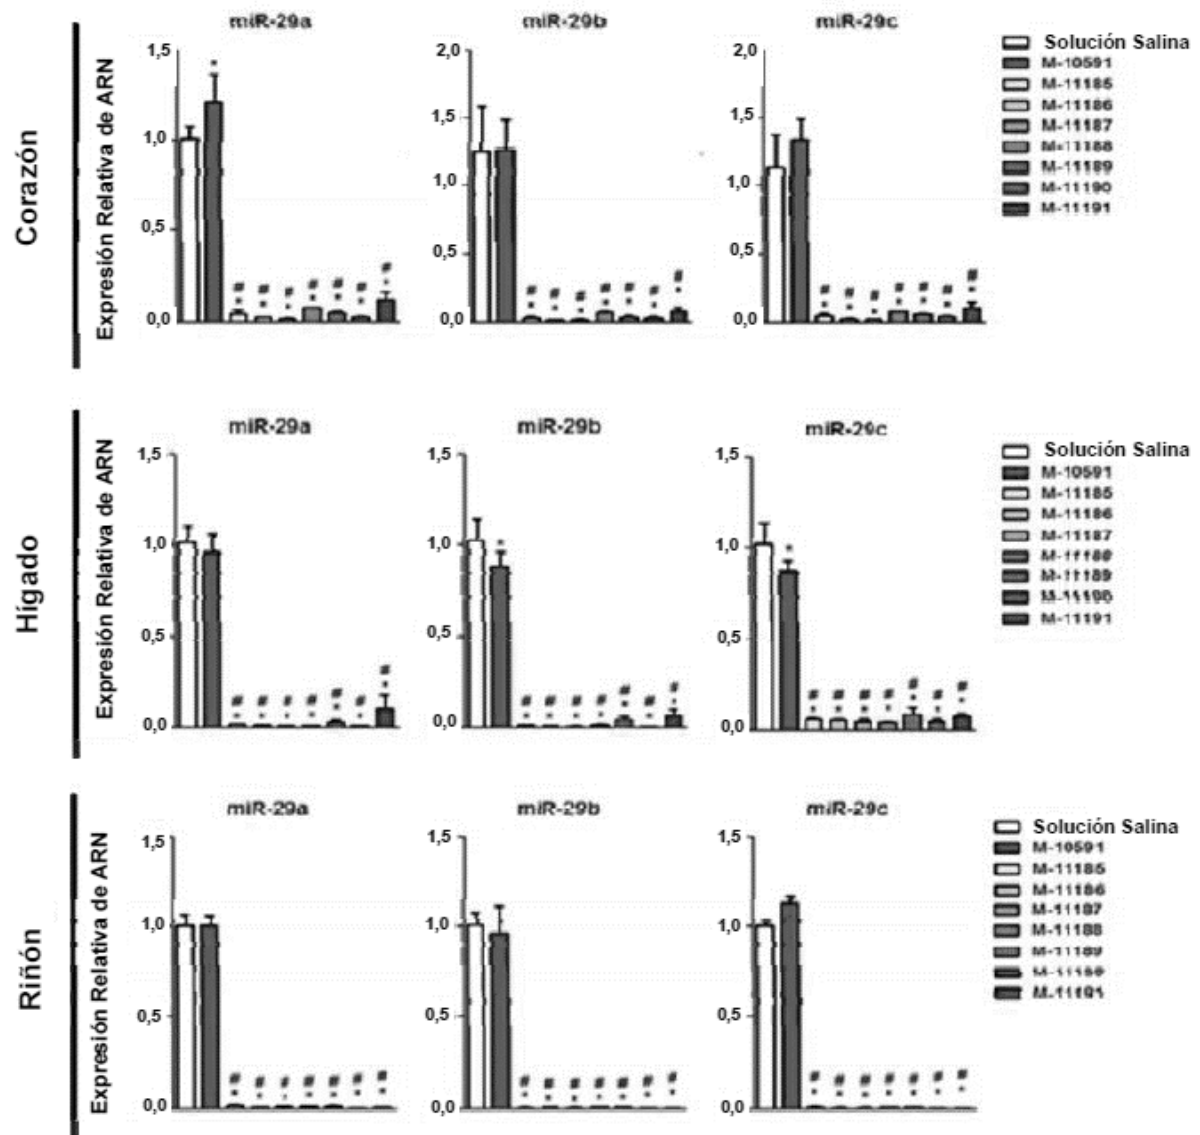 miR-29a miR-29b miR-29c
Corazón
Expresión Relativa de ARN
1,5
1,0
0,5
0,0
* # # # # # # #
* * * * * * *
2,0
1,5
1,0
0,5
0,0
# # # # # # #
* * * * * * *
2,0
1,5
1,0
0,5
0,0
# # # # # # #
* * * * * * *
Solución Salina
M-10591
M-11185
M-11186
M-11187
M-11188
M-11189
M-11190
M-11191
miR-29a miR-29b miR-29c
Hígado
Expresión Relativa de ARN
1,5
1,0
0,5
0,0
# # # # # # #
* * * * * * *
1,5
1,0
0,5
0,0
* # # # # # # #
* * * * * * *
1,5
1,0
0,5
0,0
* # # # # # # #
* * * * * * *
Solución Salina
M-10591
M-11185
M-11186
M-11187
M-11189
M-11191
miR-29a miR-29b miR-29c
Riñón
Expresión Relativa de ARN
1,5
1,0
0,5
0,0
# # # # # # #
* * * * * * *
1,5
1,0
0,5
0,0
# # # # # # #
* * * * * * *
1,5
1,0
0,5
0,0
# # # # # # #
* * * * * * *
Solución Salina
M-10591
M-11185
M-11186
M-11187
M-11188
M-11189
M-11191